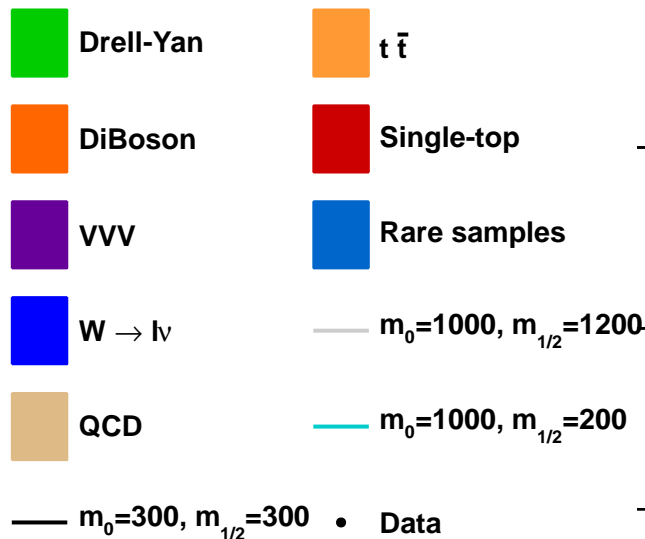 Drell-Yan t t̄
DiBoson Single-top
VVV Rare samples
W → lν m₀=1000, m₁/₂=1200
QCD m₀=1000, m₁/₂=200
m₀=300, m₁/₂=300 Data